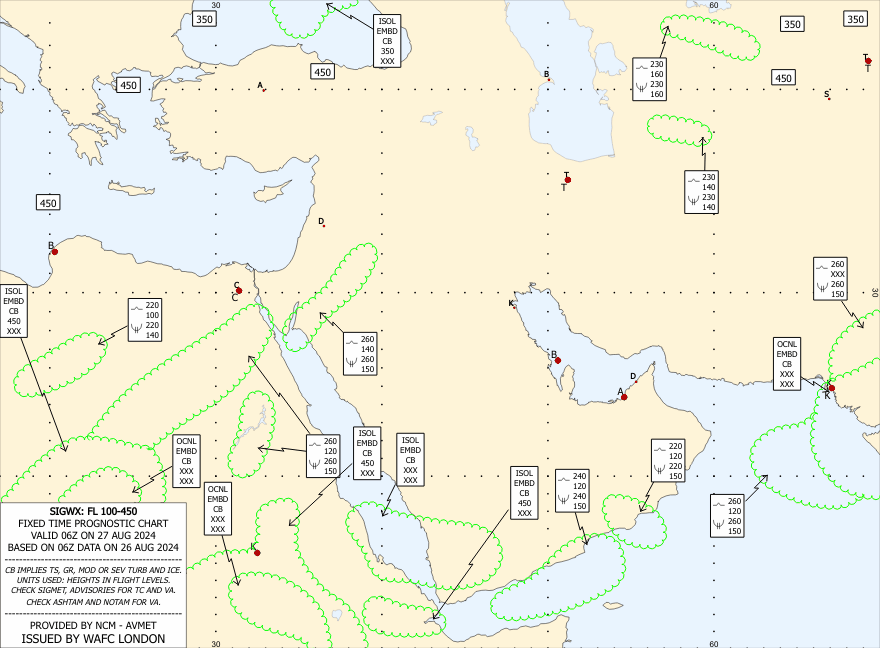 30
60
350
350
350
ISOL
EMBD
CB
350
XXX
450
450
450
230
160
230
160
A
B
T
T
S
230
140
230
140
T
T
450
D
B
C
C
260
XXX
260
150
30
ISOL
EMBD
CB
450
XXX
220
100
220
140
K
260
140
260
150
OCNL
EMBD
CB
XXX
XXX
B
D
A
K
K
OCNL
EMBD
CB
XXX
XXX
260
120
260
150
ISOL
EMBD
CB
450
XXX
ISOL
EMBD
CB
XXX
XXX
220
120
220
150
OCNL
EMBD
CB
XXX
XXX
ISOL
EMBD
CB
450
XXX
240
120
240
150
260
120
260
150
K
SIGWX: FL 100-450
FIXED TIME PROGNOSTIC CHART
VALID 06Z ON 27 AUG 2024
BASED ON 06Z DATA ON 26 AUG 2024
CB IMPLIES TS, GR, MOD OR SEV TURB AND ICE.
UNITS USED: HEIGHTS IN FLIGHT LEVELS.
CHECK SIGMET, ADVISORIES FOR TC AND VA.
CHECK ASHTAM AND NOTAM FOR VA.
PROVIDED BY NCM - AVMET
ISSUED BY WAFC LONDON
30
60